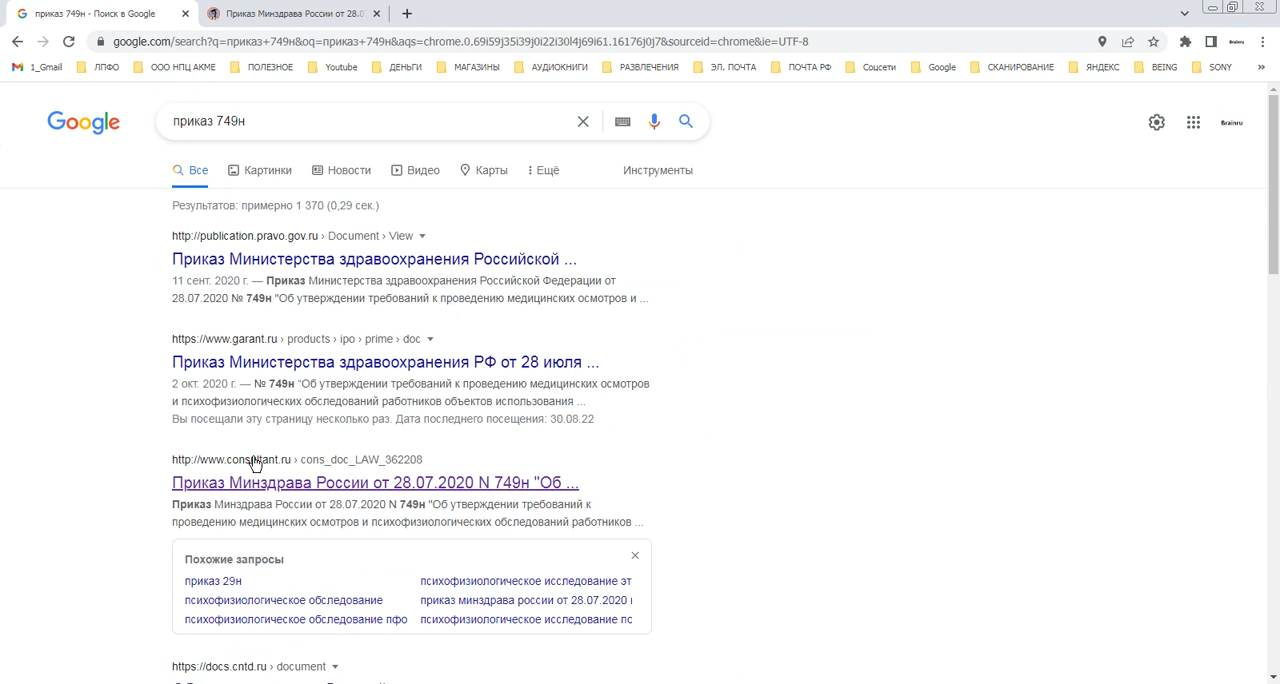 приказ 749н - Поиск в Google
Приказ Минздрава России от 28.0
google.com/search?q=приказ+749н&oq=приказ+749н&aqs=chrome.0.69i59j35i39j0i22i30l4j69i61.16176j0j7&sourceid=chrome&ie=UTF-8
Brainru
1_Gmail ЛПФО ООО НПЦ АКМЕ ПОЛЕЗНОЕ Youtube ДЕНЬГИ МАГАЗИНЫ АУДИОКНИГИ РАЗВЛЕЧЕНИЯ ЭЛ. ПОЧТА ПОЧТА РФ Соцсети Google СКАНИРОВАНИЕ ЯНДЕКС BEING SONY »
Google
приказ 749н
Brainru
Все Картинки Новости Видео Карты Ещё Инструменты
Результатов: примерно 1 370 (0,29 сек.)
http://publication.pravo.gov.ru › Document › View
Приказ Министерства здравоохранения Российской ...
11 сент. 2020 г. — Приказ Министерства здравоохранения Российской Федерации от
28.07.2020 № 749н "Об утверждении требований к проведению медицинских осмотров и ...
https://www.garant.ru › products › ipo › prime › doc
Приказ Министерства здравоохранения РФ от 28 июля ...
2 окт. 2020 г. — № 749н "Об утверждении требований к проведению медицинских осмотров
и психофизиологических обследований работников объектов использования ...
Вы посещали эту страницу несколько раз. Дата последнего посещения: 30.08.22
http://www.consultant.ru › cons_doc_LAW_362208
Приказ Минздрава России от 28.07.2020 N 749н "Об ...
Приказ Минздрава России от 28.07.2020 N 749н "Об утверждении требований к
проведению медицинских осмотров и психофизиологических обследований работников ...
Похожие запросы
приказ 29н психофизиологическое исследование эт
психофизиологическое обследование приказ минздрава россии от 28.07.2020
психофизиологическое обследование пфо психофизиологическое исследование пс
https://docs.cntd.ru › document